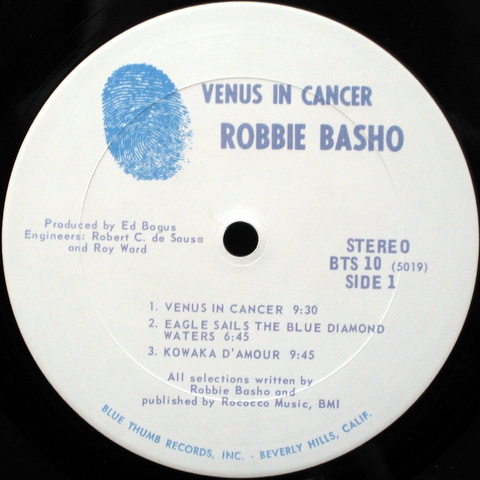 VENUS IN CANCER
ROBBIE BASHO
Produced by Ed Bogus
Engineers: Robert C. de Sousa
and Roy Ward
STEREO
BTS 10 (5019)
SIDE 1
1. VENUS IN CANCER 9:30
2. EAGLE SAILS THE BLUE DIAMOND
WATERS 6:45
3. KOWAKA D'AMOUR 9:45
All selections written by
Robbie Basho and
published by Rococco Music, BMI
BLUE THUMB RECORDS, INC. - BEVERLY HILLS, CALIF.